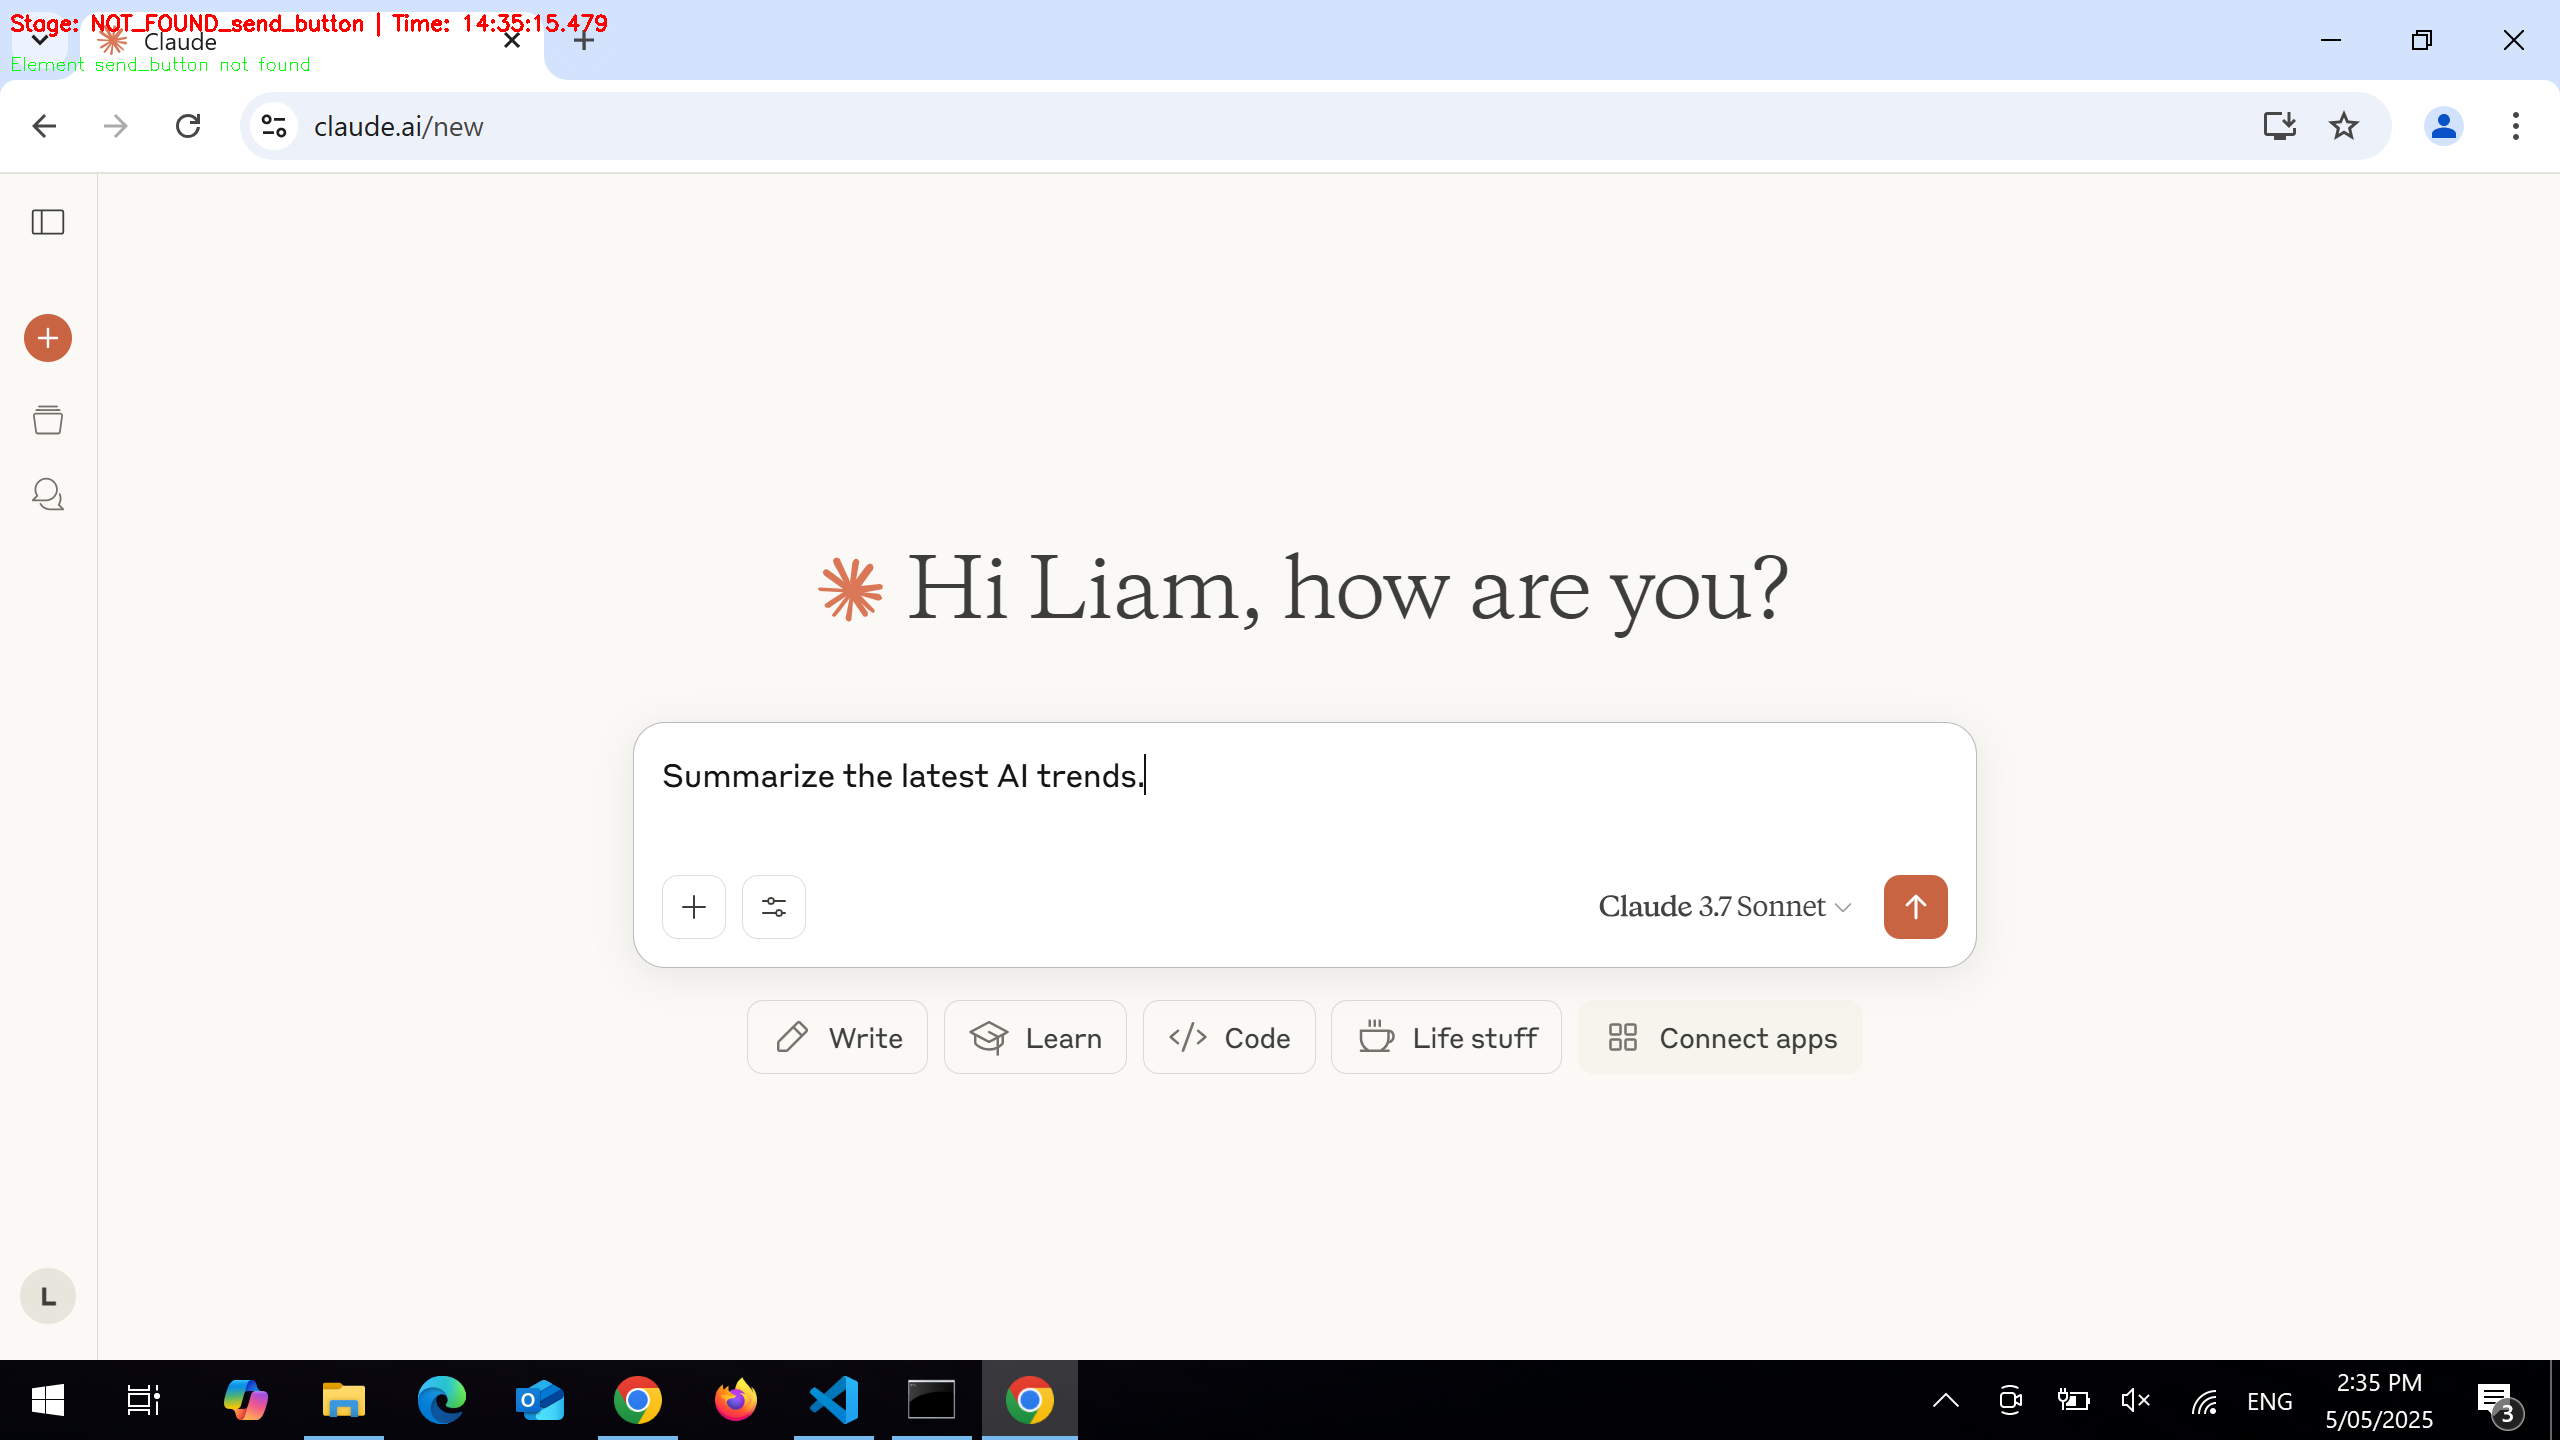 Stage: NOT_FOUND_send_button | Time: 14:35:15.479
Claude
Element send_button not found
claude.ai/new
Hi Liam, how are you?
Summarize the latest AI trends.
Claude 3.7 Sonnet
Write
Learn
Code
Life stuff
Connect apps
L
ENG
2:35 PM
5/05/2025
3